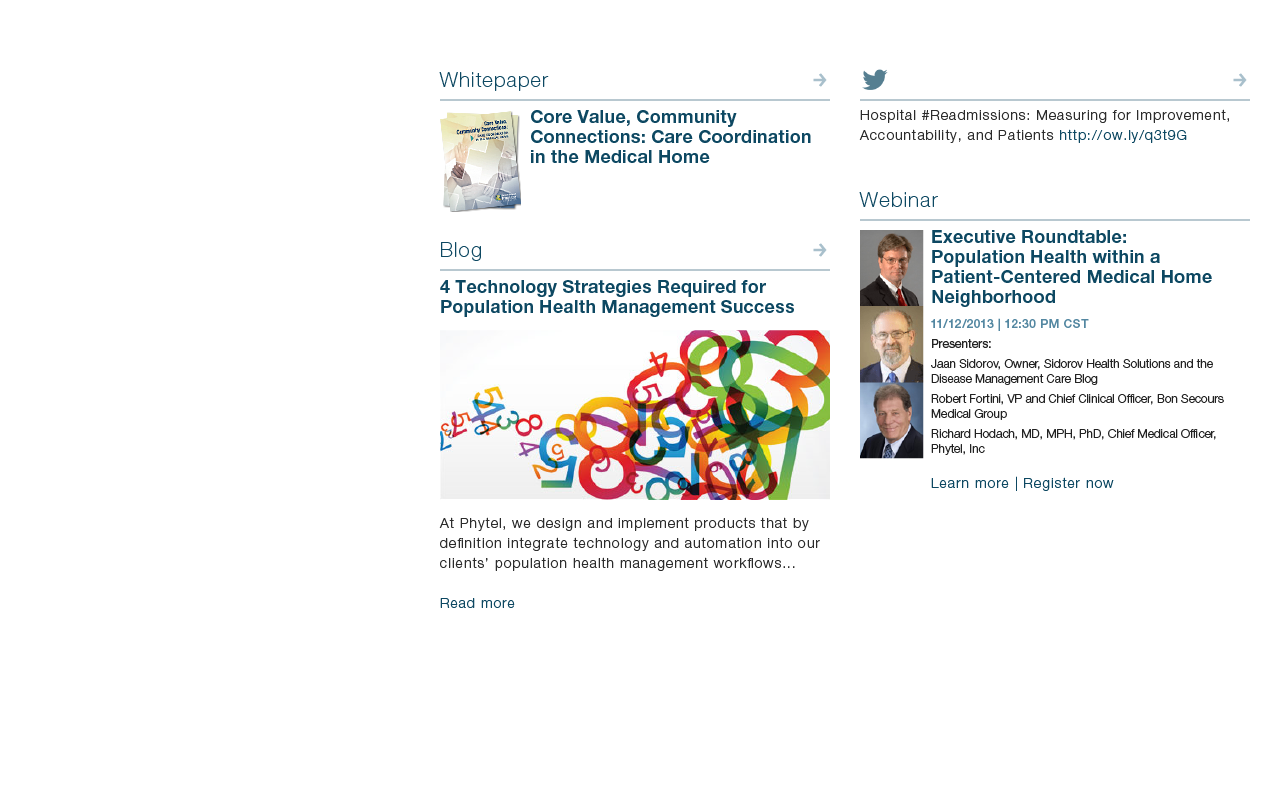 Whitepaper
Core Value, Community
Connections: Care Coordination
in the Medical Home
Blog
4 Technology Strategies Required for
Population Health Management Success
At Phytel, we design and implement products that by
definition integrate technology and automation into our
clients' population health management workflows...
Read more
Hospital #Readmissions: Measuring for Improvement,
Accountability, and Patients http://ow.ly/q3t9G
Webinar
Executive Roundtable:
Population Health within a
Patient-Centered Medical Home
Neighborhood
11/12/2013 | 12:30 PM CST
Presenters:
Jaan Sidorov, Owner, Sidorov Health Solutions and the
Disease Management Care Blog
Robert Fortini, VP and Chief Clinical Officer, Bon Secours
Medical Group
Richard Hodach, MD, MPH, PhD, Chief Medical Officer,
Phytel, Inc
Learn more | Register now